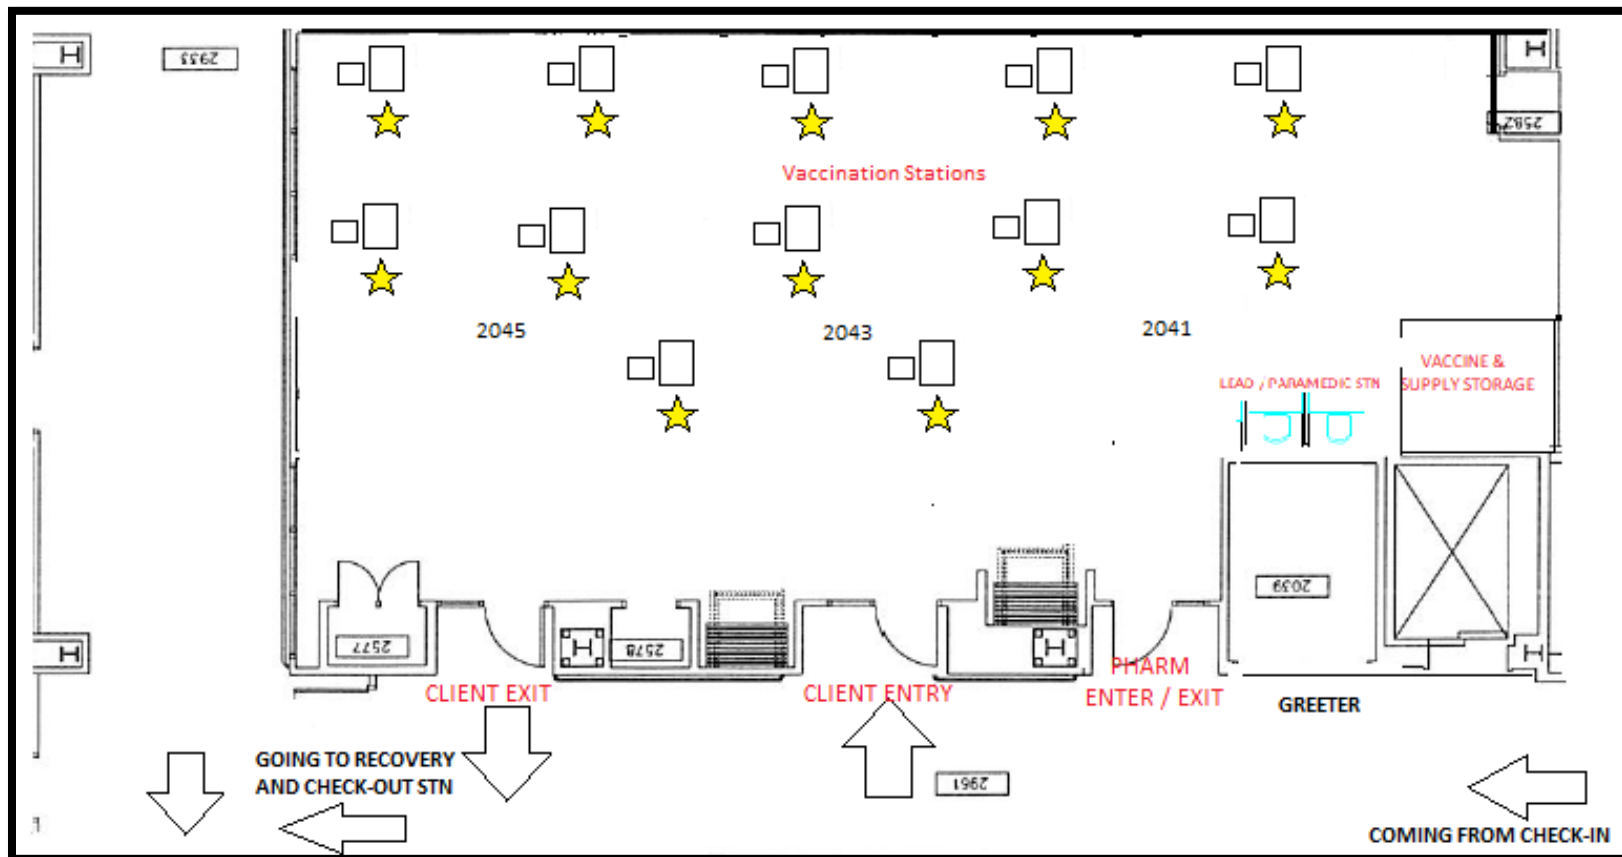 H
2933
H
2582
Vaccination Stations
2045
2043
2041
VACCINE &
SUPPLY STORAGE
LEAD / PARAMEDIC STN
2039
H
2577
H
2578
H
H
PHARM
ENTER / EXIT
CLIENT EXIT
CLIENT ENTRY
GREETER
GOING TO RECOVERY
AND CHECK-OUT STN
2961
COMING FROM CHECK-IN